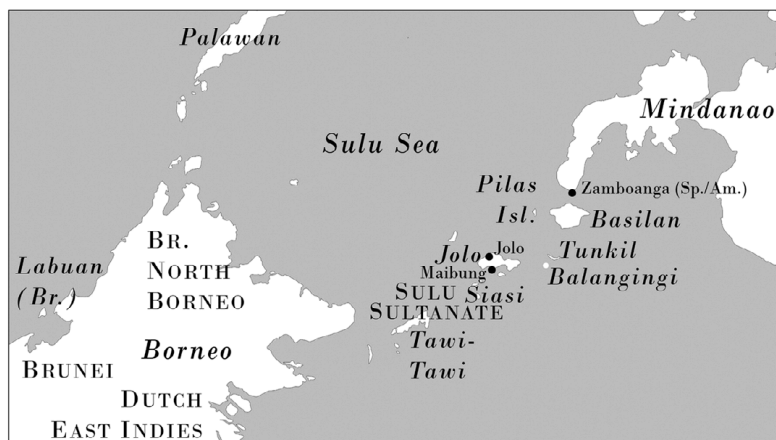 Palawan
Mindanao
Sulu Sea
Pilas
Isl.
Zamboanga (Sp./Am.)
Basilan
Br.
North
Borneo
Labuan
(Br.)
Jolo
Jolo
Maibung
Tunkil
Balangingi
Sulu
Sultanate
Siasi
Tawi-
Tawi
Borneo
Brunei
Dutch
East Indies